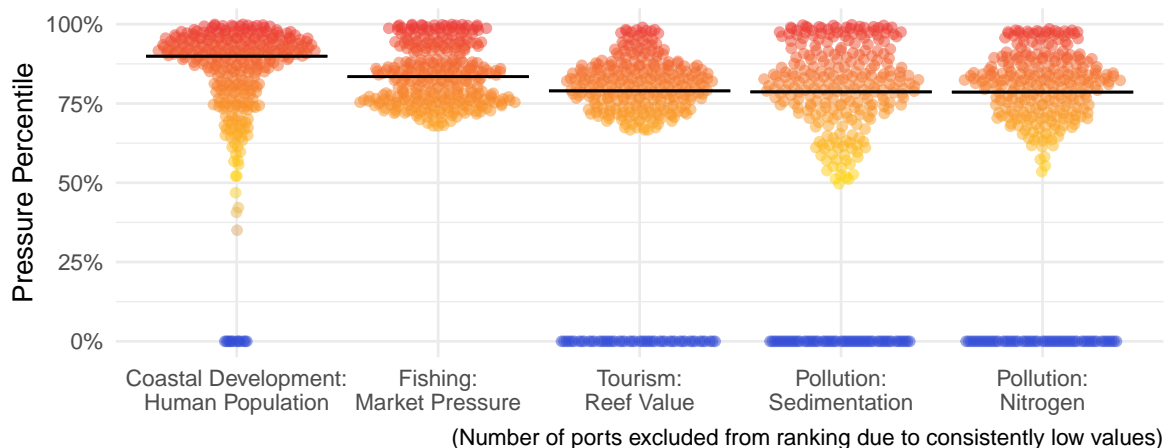 Pressure Percentile
100%
75%
50%
25%
0%
Coastal Development:
Human Population
Fishing:
Market Pressure
Tourism:
Reef Value
Pollution:
Sedimentation
Pollution:
Nitrogen
(Number of ports excluded from ranking due to consistently low values)